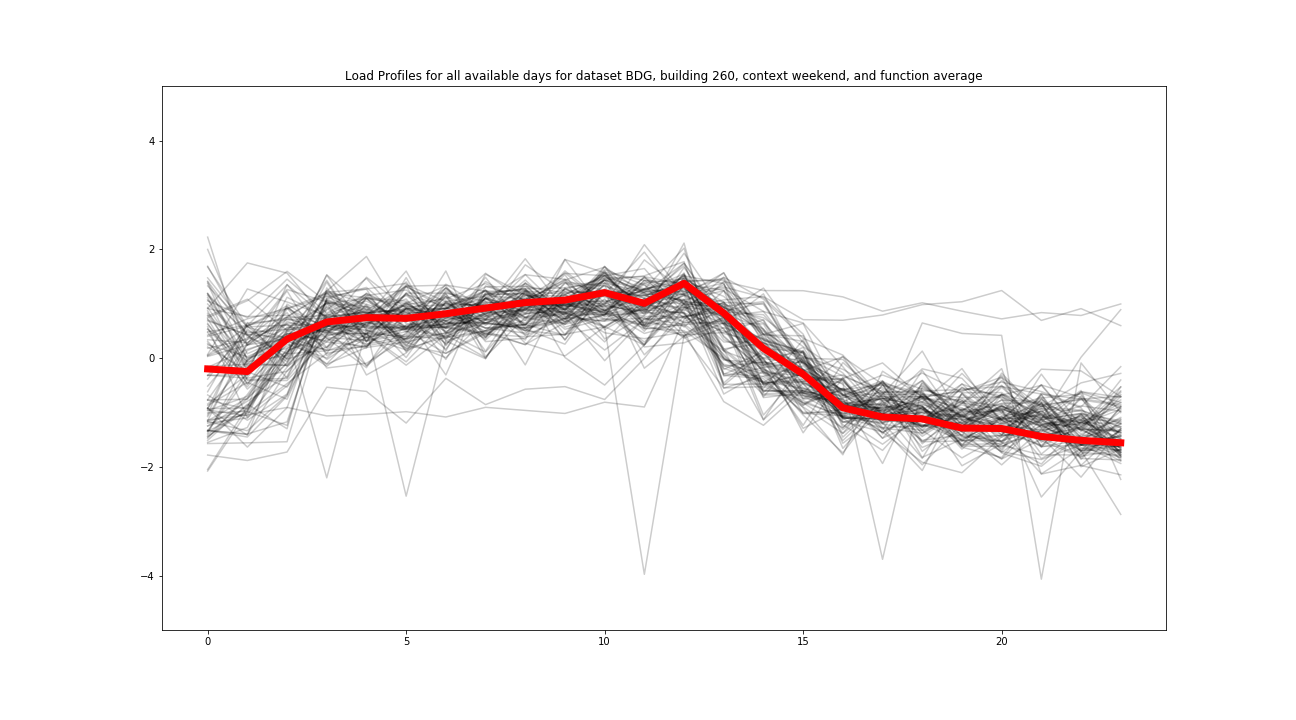 Load Profiles for all available days for dataset BDG, building 260, context weekend, and function average
4
2
0
−2
−4
0 5 10 15 20